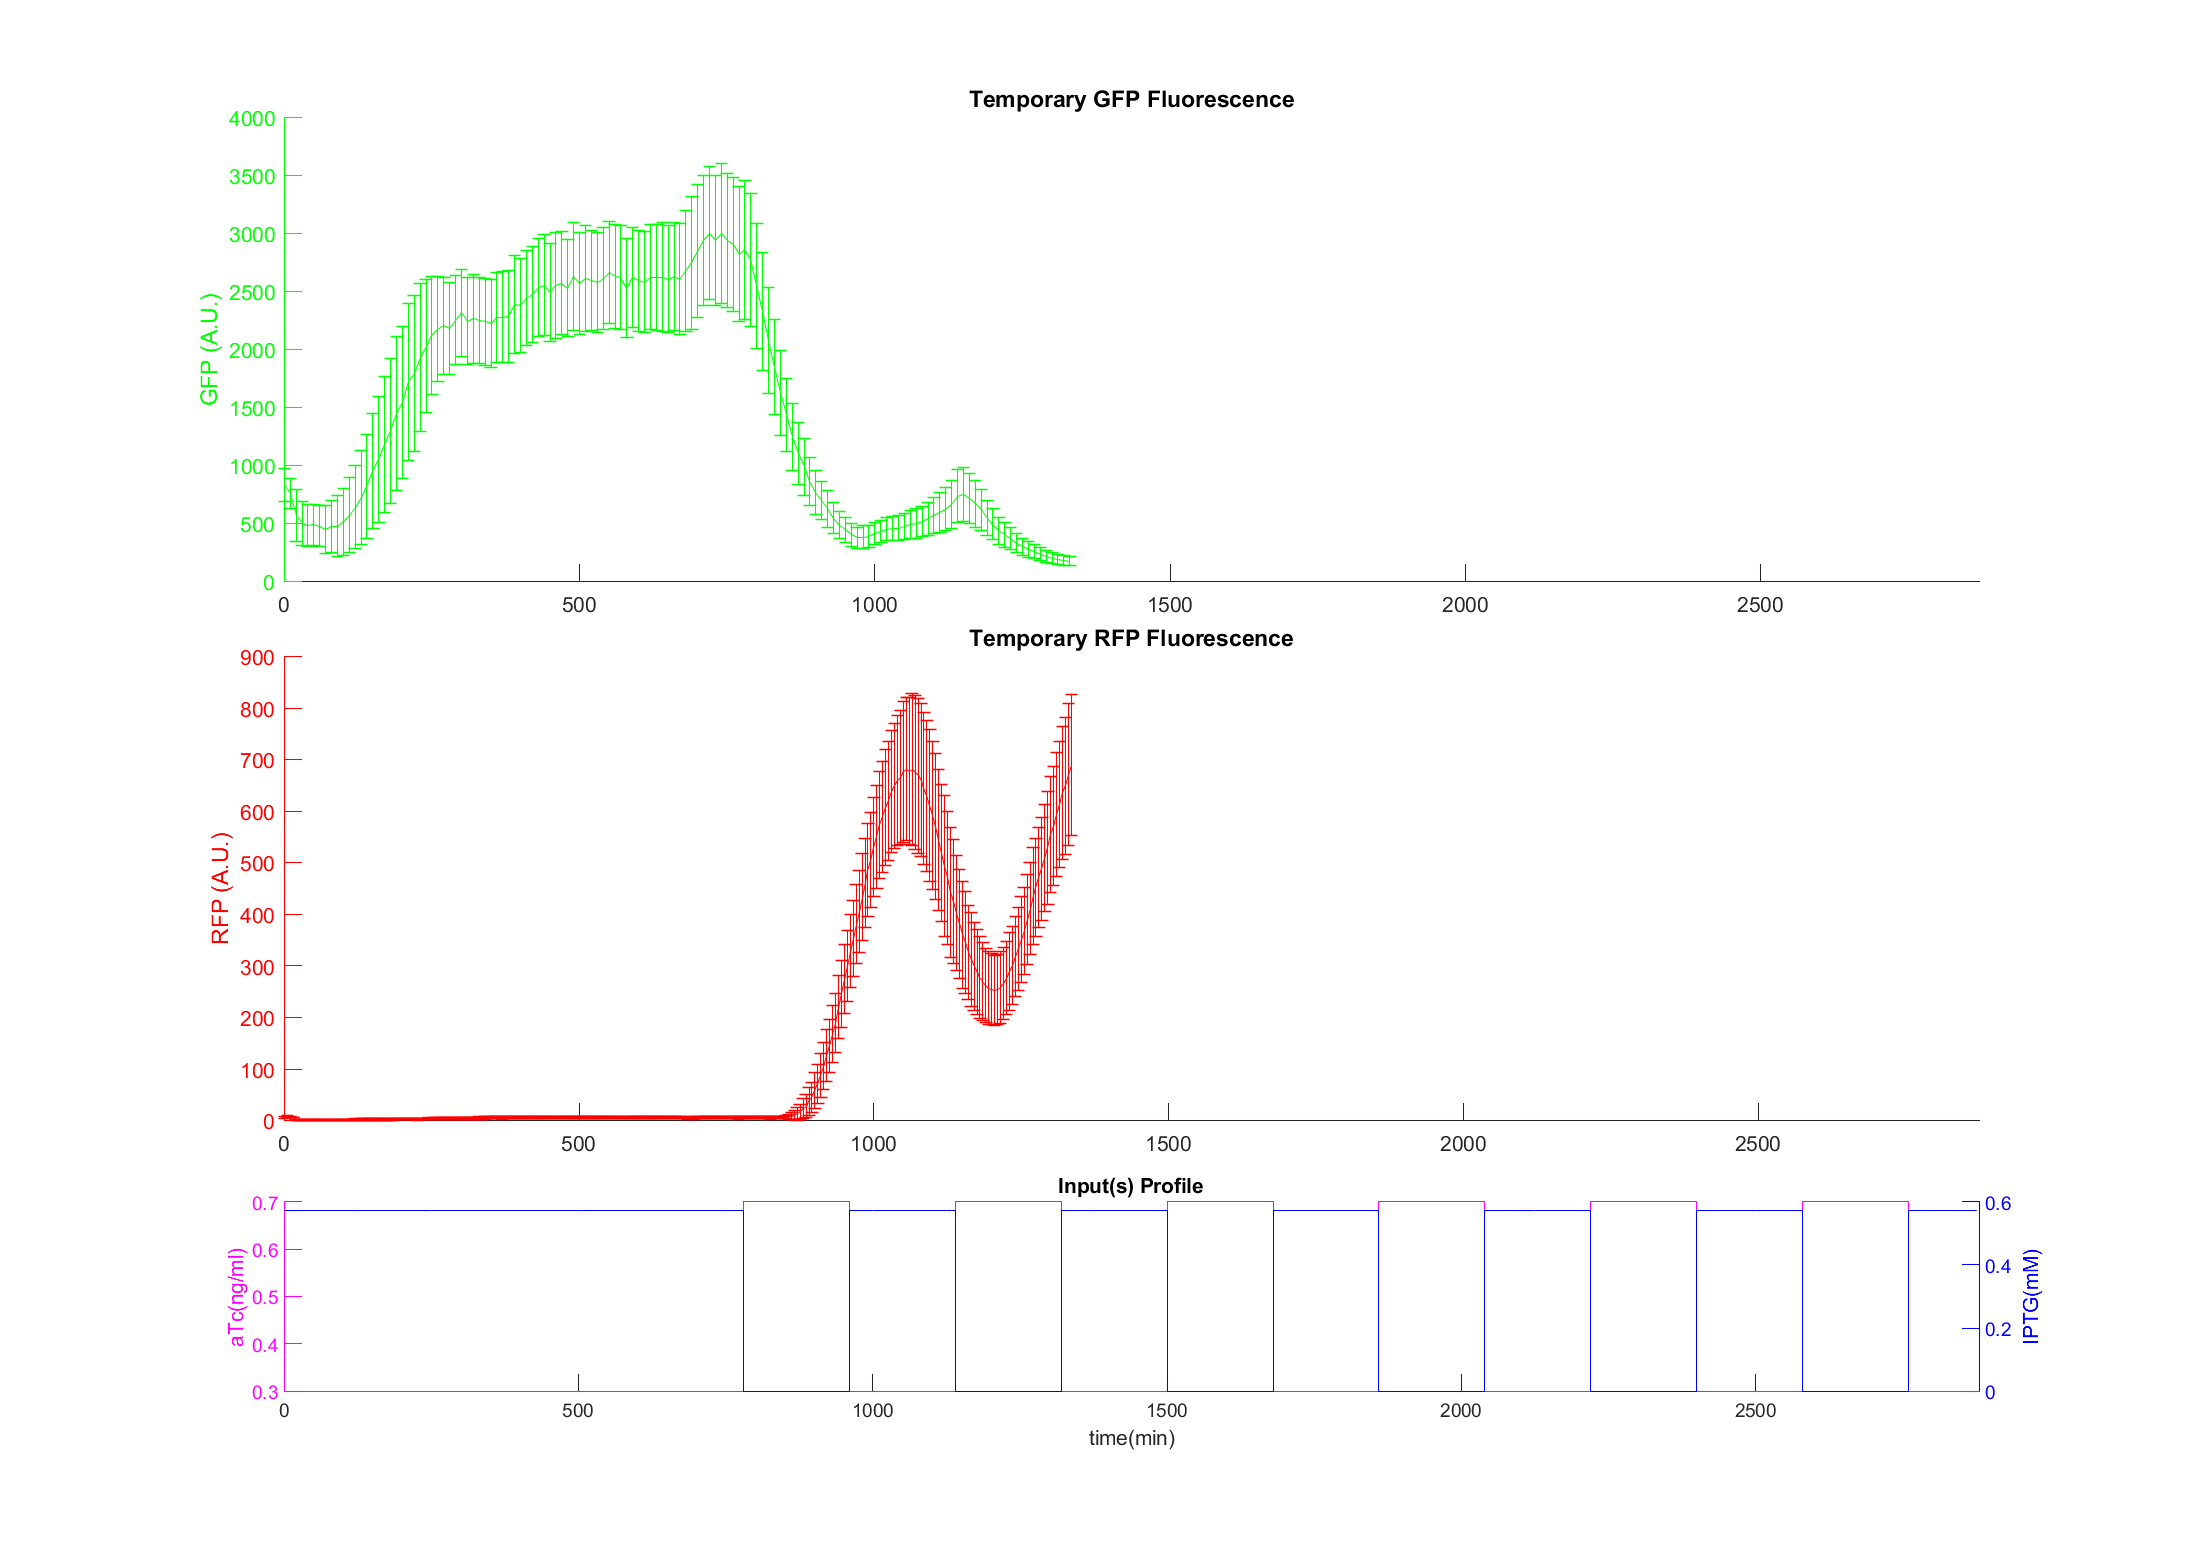 Temporary GFP Fluorescence
4000
3500
3000
2500
2000
1500
1000
500
0
GFP (A.U.)
0 500 1000 1500 2000 2500
Temporary RFP Fluorescence
900
800
700
600
500
400
300
200
100
0
RFP (A.U.)
0 500 1000 1500 2000 2500
Input(s) Profile
0.7
0.6
0.5
0.4
0.3
aTc(ng/ml)
0.6
0.4
0.2
0
IPTG(mM)
0 500 1000 1500 2000 2500
time(min)